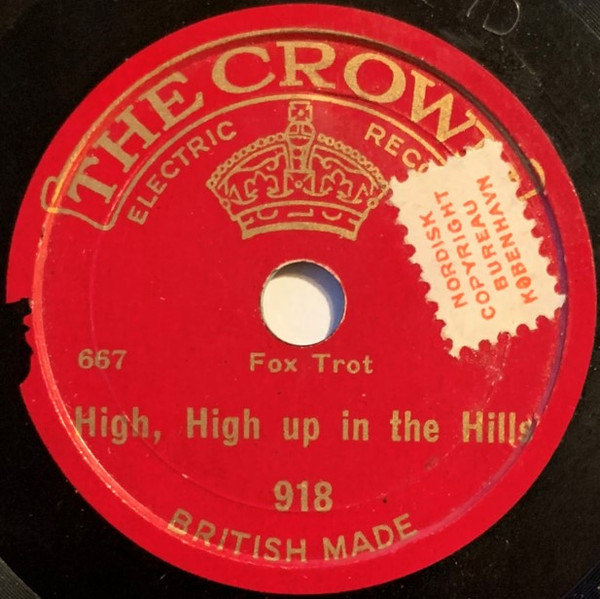 THE CROWN
ELECTRIC
NORDISK
COPYRIGHT
BUREAU
KØBENHAVN
667
Fox Trot
High, High up in the Hills
918
BRITISH MADE